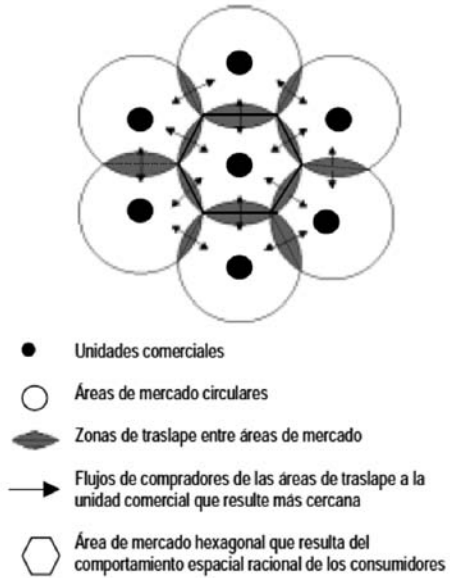 Unidades comerciales
Áreas de mercado circulares
Zonas de traslape entre áreas de mercado
Flujos de compradores de las áreas de traslape a la
unidad comercial que resulte más cercana
Área de mercado hexagonal que resulta del
comportamiento espacial racional de los consumidores